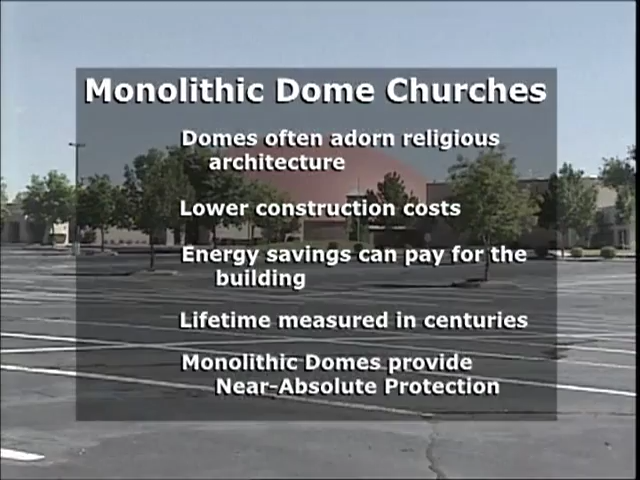 Monolithic Dome Churches
Domes often adorn religious
architecture
Lower construction costs
Energy savings can pay for the
building
Lifetime measured in centuries
Monolithic Domes provide
Near-Absolute Protection